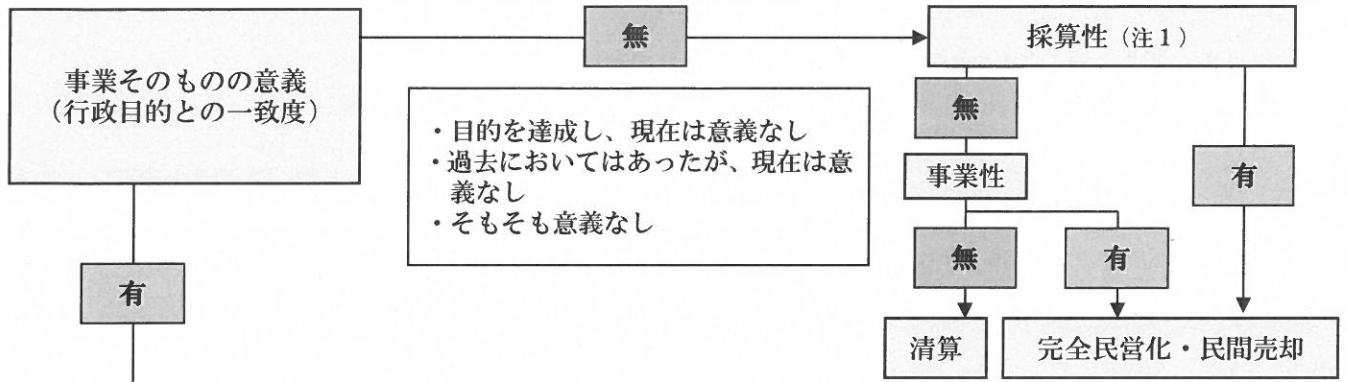 事業そのものの意義
（行政目的との一致度）
無
採算性（注１）
・目的を達成し、現在は意義なし
・過去においてはあったが、現在は意
義なし
・そもそも意義なし
無
事業性
有
無
有
有
清算
完全民営化・民間売却